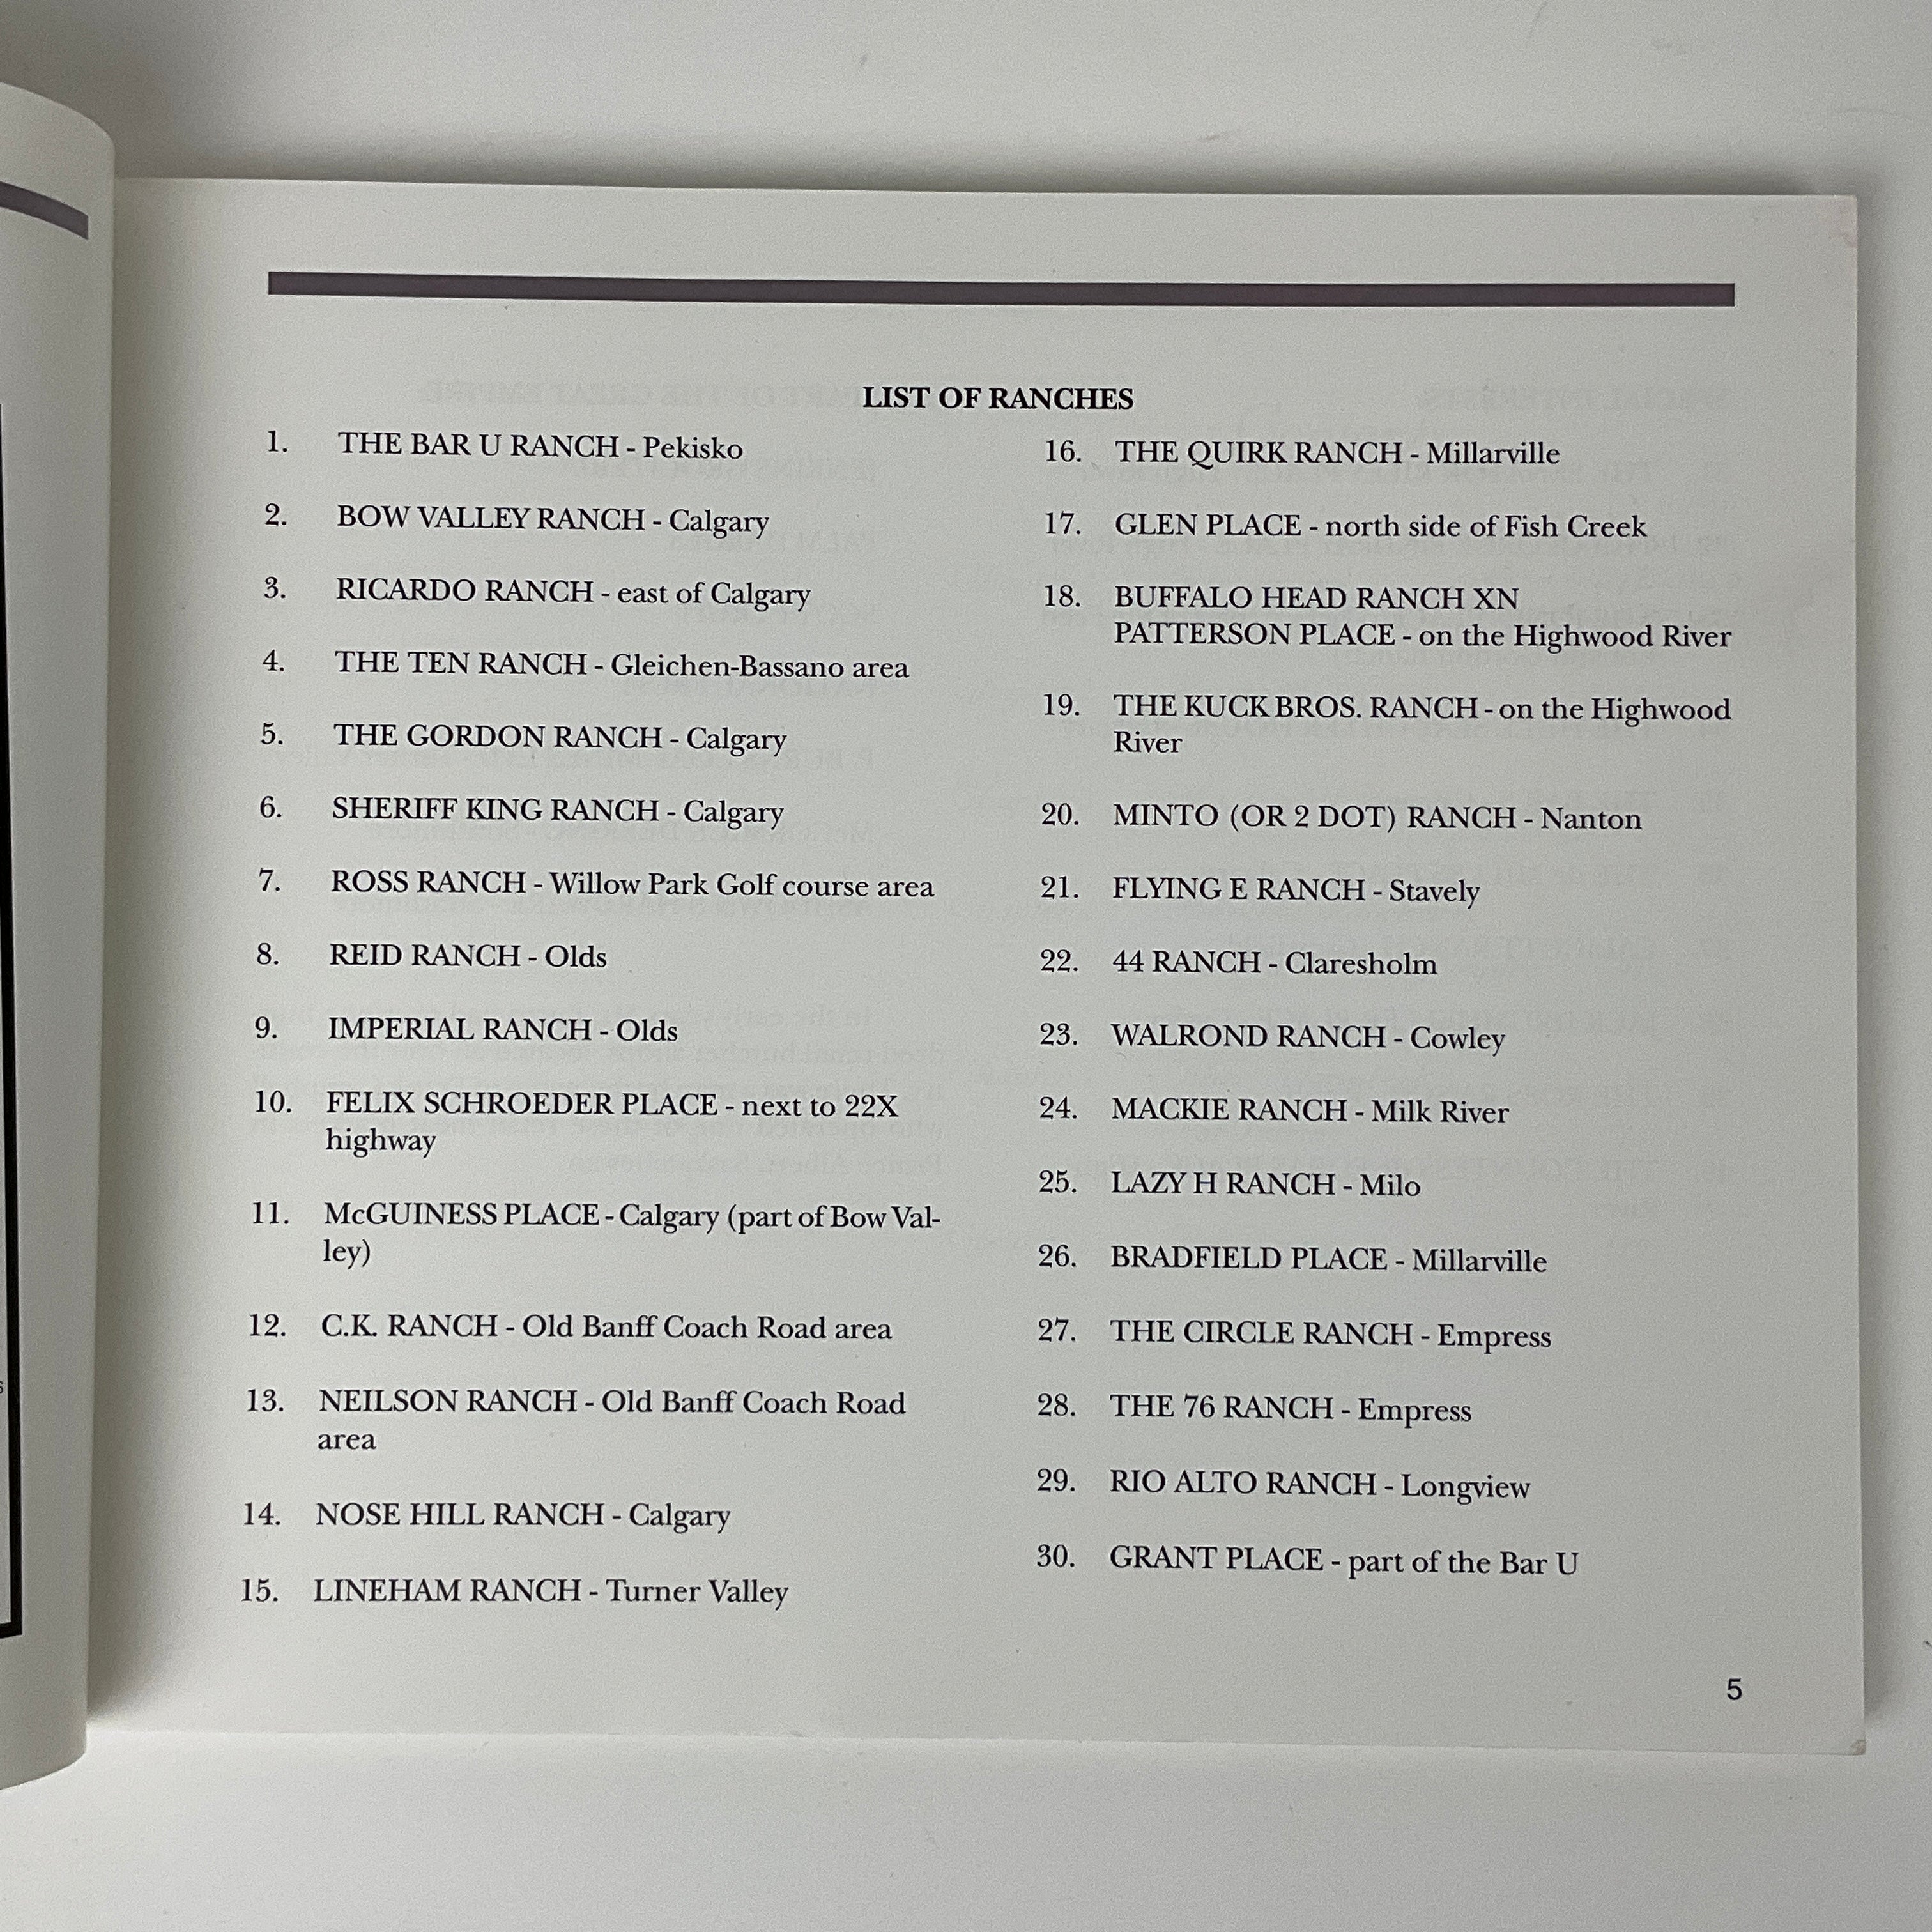 LIST OF RANCHES
1. THE BAR U RANCH - Pekisko
2. BOW VALLEY RANCH - Calgary
3. RICARDO RANCH - east of Calgary
4. THE TEN RANCH - Gleichen-Bassano area
5. THE GORDON RANCH - Calgary
6. SHERIFF KING RANCH - Calgary
7. ROSS RANCH - Willow Park Golf course area
8. REID RANCH - Olds
9. IMPERIAL RANCH - Olds
10. FELIX SCHROEDER PLACE - next to 22X
highway
11. McGUINESS PLACE - Calgary (part of Bow Val-
ley)
12. C.K. RANCH - Old Banff Coach Road area
13. NEILSON RANCH - Old Banff Coach Road
area
14. NOSE HILL RANCH - Calgary
15. LINEHAM RANCH - Turner Valley
16. THE QUIRK RANCH - Millarville
17. GLEN PLACE - north side of Fish Creek
18. BUFFALO HEAD RANCH XN
PATTERSON PLACE - on the Highwood River
19. THE KUCK BROS. RANCH - on the Highwood
River
20. MINTO (OR 2 DOT) RANCH - Nanton
21. FLYING E RANCH - Stavely
22. 44 RANCH - Claresholm
23. WALROND RANCH - Cowley
24. MACKIE RANCH - Milk River
25. LAZY H RANCH - Milo
26. BRADFIELD PLACE - Millarville
27. THE CIRCLE RANCH - Empress
28. THE 76 RANCH - Empress
29. RIO ALTO RANCH - Longview
30. GRANT PLACE - part of the Bar U
5